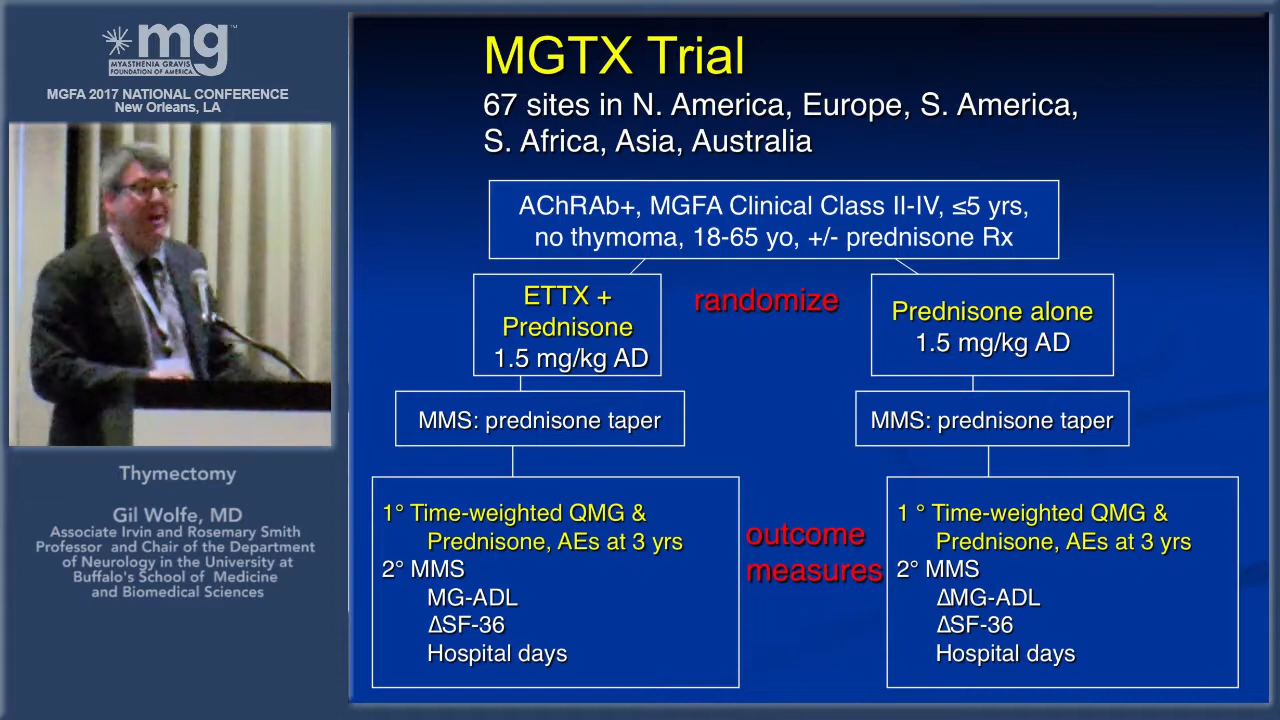 mg
MYASTHENIA GRAVIS
FOUNDATION OF AMERICA
MGFA 2017 NATIONAL CONFERENCE
New Orleans, LA
Thymectomy
Gil Wolfe, MD
Associate Irvin and Rosemary Smith
Professor and Chair of the Department
of Neurology in the University at
Buffalo's School of Medicine
and Biomedical Sciences
MGTX Trial
67 sites in N. America, Europe, S. America,
S. Africa, Asia, Australia
AChRAb+, MGFA Clinical Class II-IV, ≤5 yrs,
no thymoma, 18-65 yo, +/- prednisone Rx
ETTX +
Prednisone
1.5 mg/kg AD
randomize
Prednisone alone
1.5 mg/kg AD
MMS: prednisone taper
MMS: prednisone taper
1° Time-weighted QMG &
Prednisone, AEs at 3 yrs
2° MMS
MG-ADL
ΔSF-36
Hospital days
outcome
measures
1 ° Time-weighted QMG &
Prednisone, AEs at 3 yrs
2° MMS
ΔMG-ADL
ΔSF-36
Hospital days